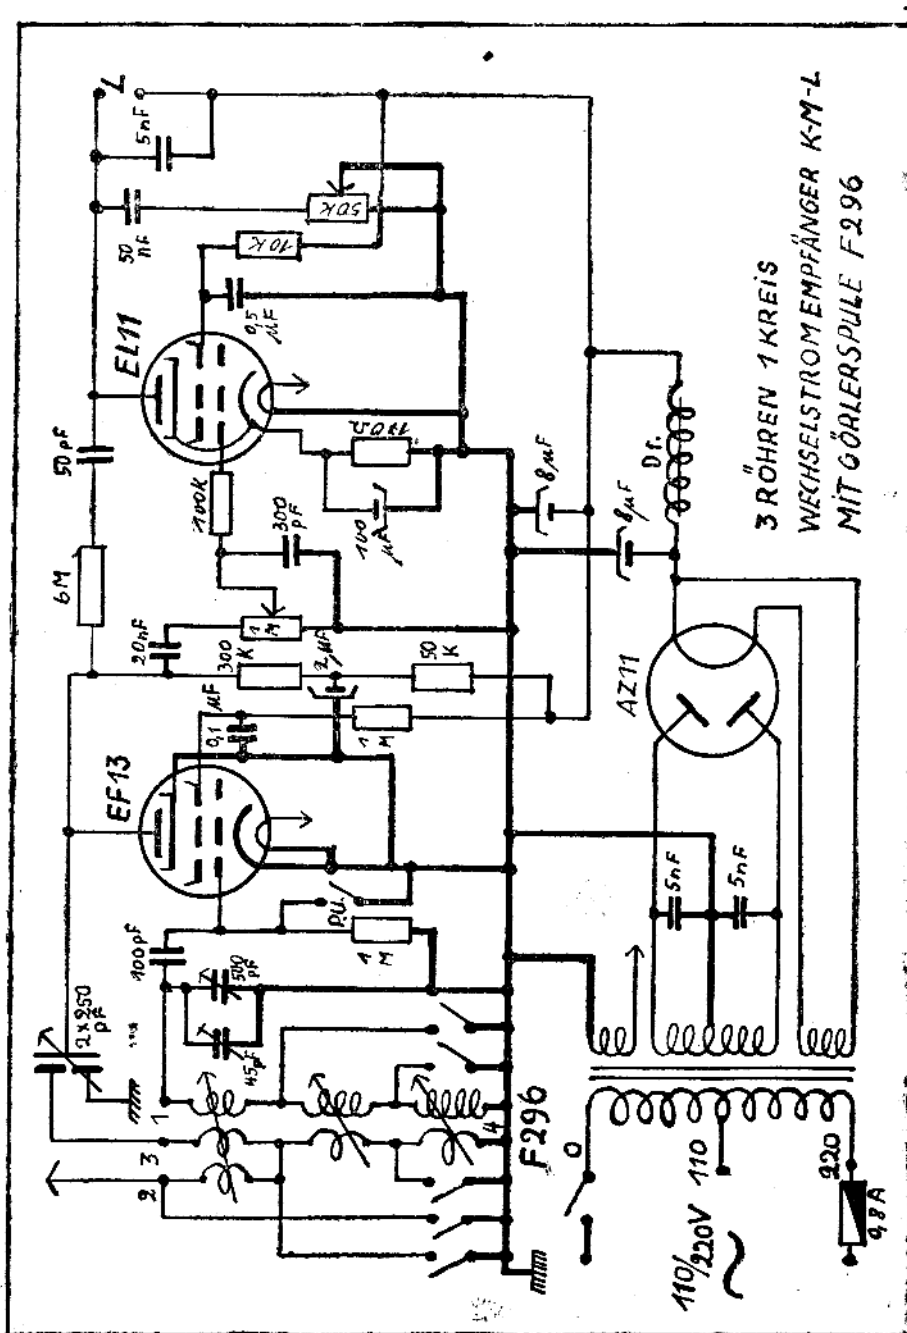 L
5nF
50
nF
50K
10K
0,5
µF
EL11
50pF
100K
300
pF
170Ω
100
µF
8µF
8µF
Dr.
6M
20nF
1
M
300
K
2µF
50
K
µF
0,1
1
M
EF13
AZ11
P.U.
100pF
1
M
500
pF
45pF
2x250
pF
5nF
5nF
1
3
2
4
F296
0
110
220
110/220V
0,8A
3 RÖHREN 1 KREIS
WECHSELSTROMEMPFÄNGER K-M-L
MIT GÖRLERSPULE F296